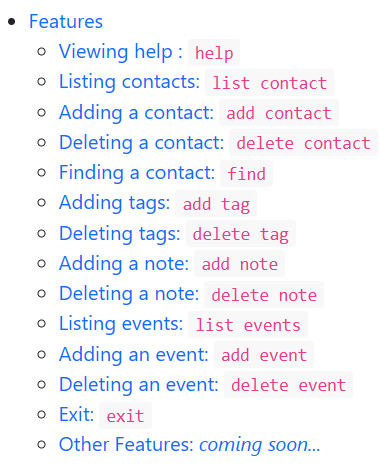 Features
Viewing help : help
Listing contacts: list contact
Adding a contact: add contact
Deleting a contact: delete contact
Finding a contact: find
Adding tags: add tag
Deleting tags: delete tag
Adding a note: add note
Deleting a note: delete note
Listing events: list events
Adding an event: add event
Deleting an event: delete event
Exit: exit
Other Features: coming soon...